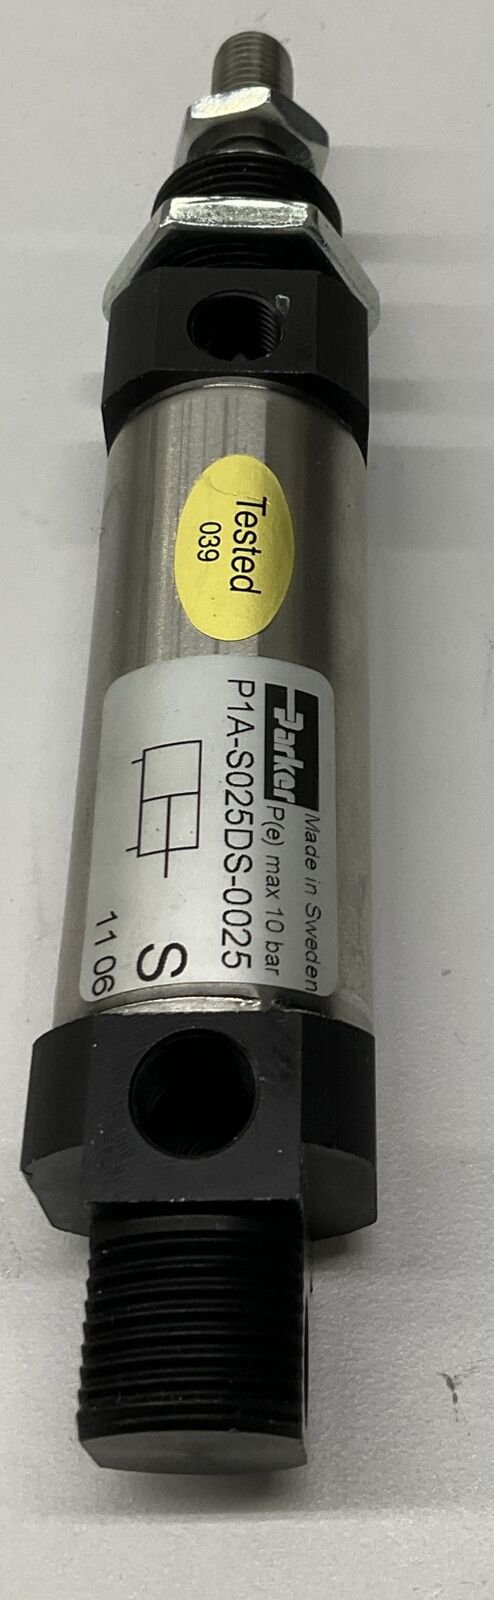 Tested
039
Parker
Made in Sweden
P(e) max 10 bar
P1A-S025DS-0025
S
11 06